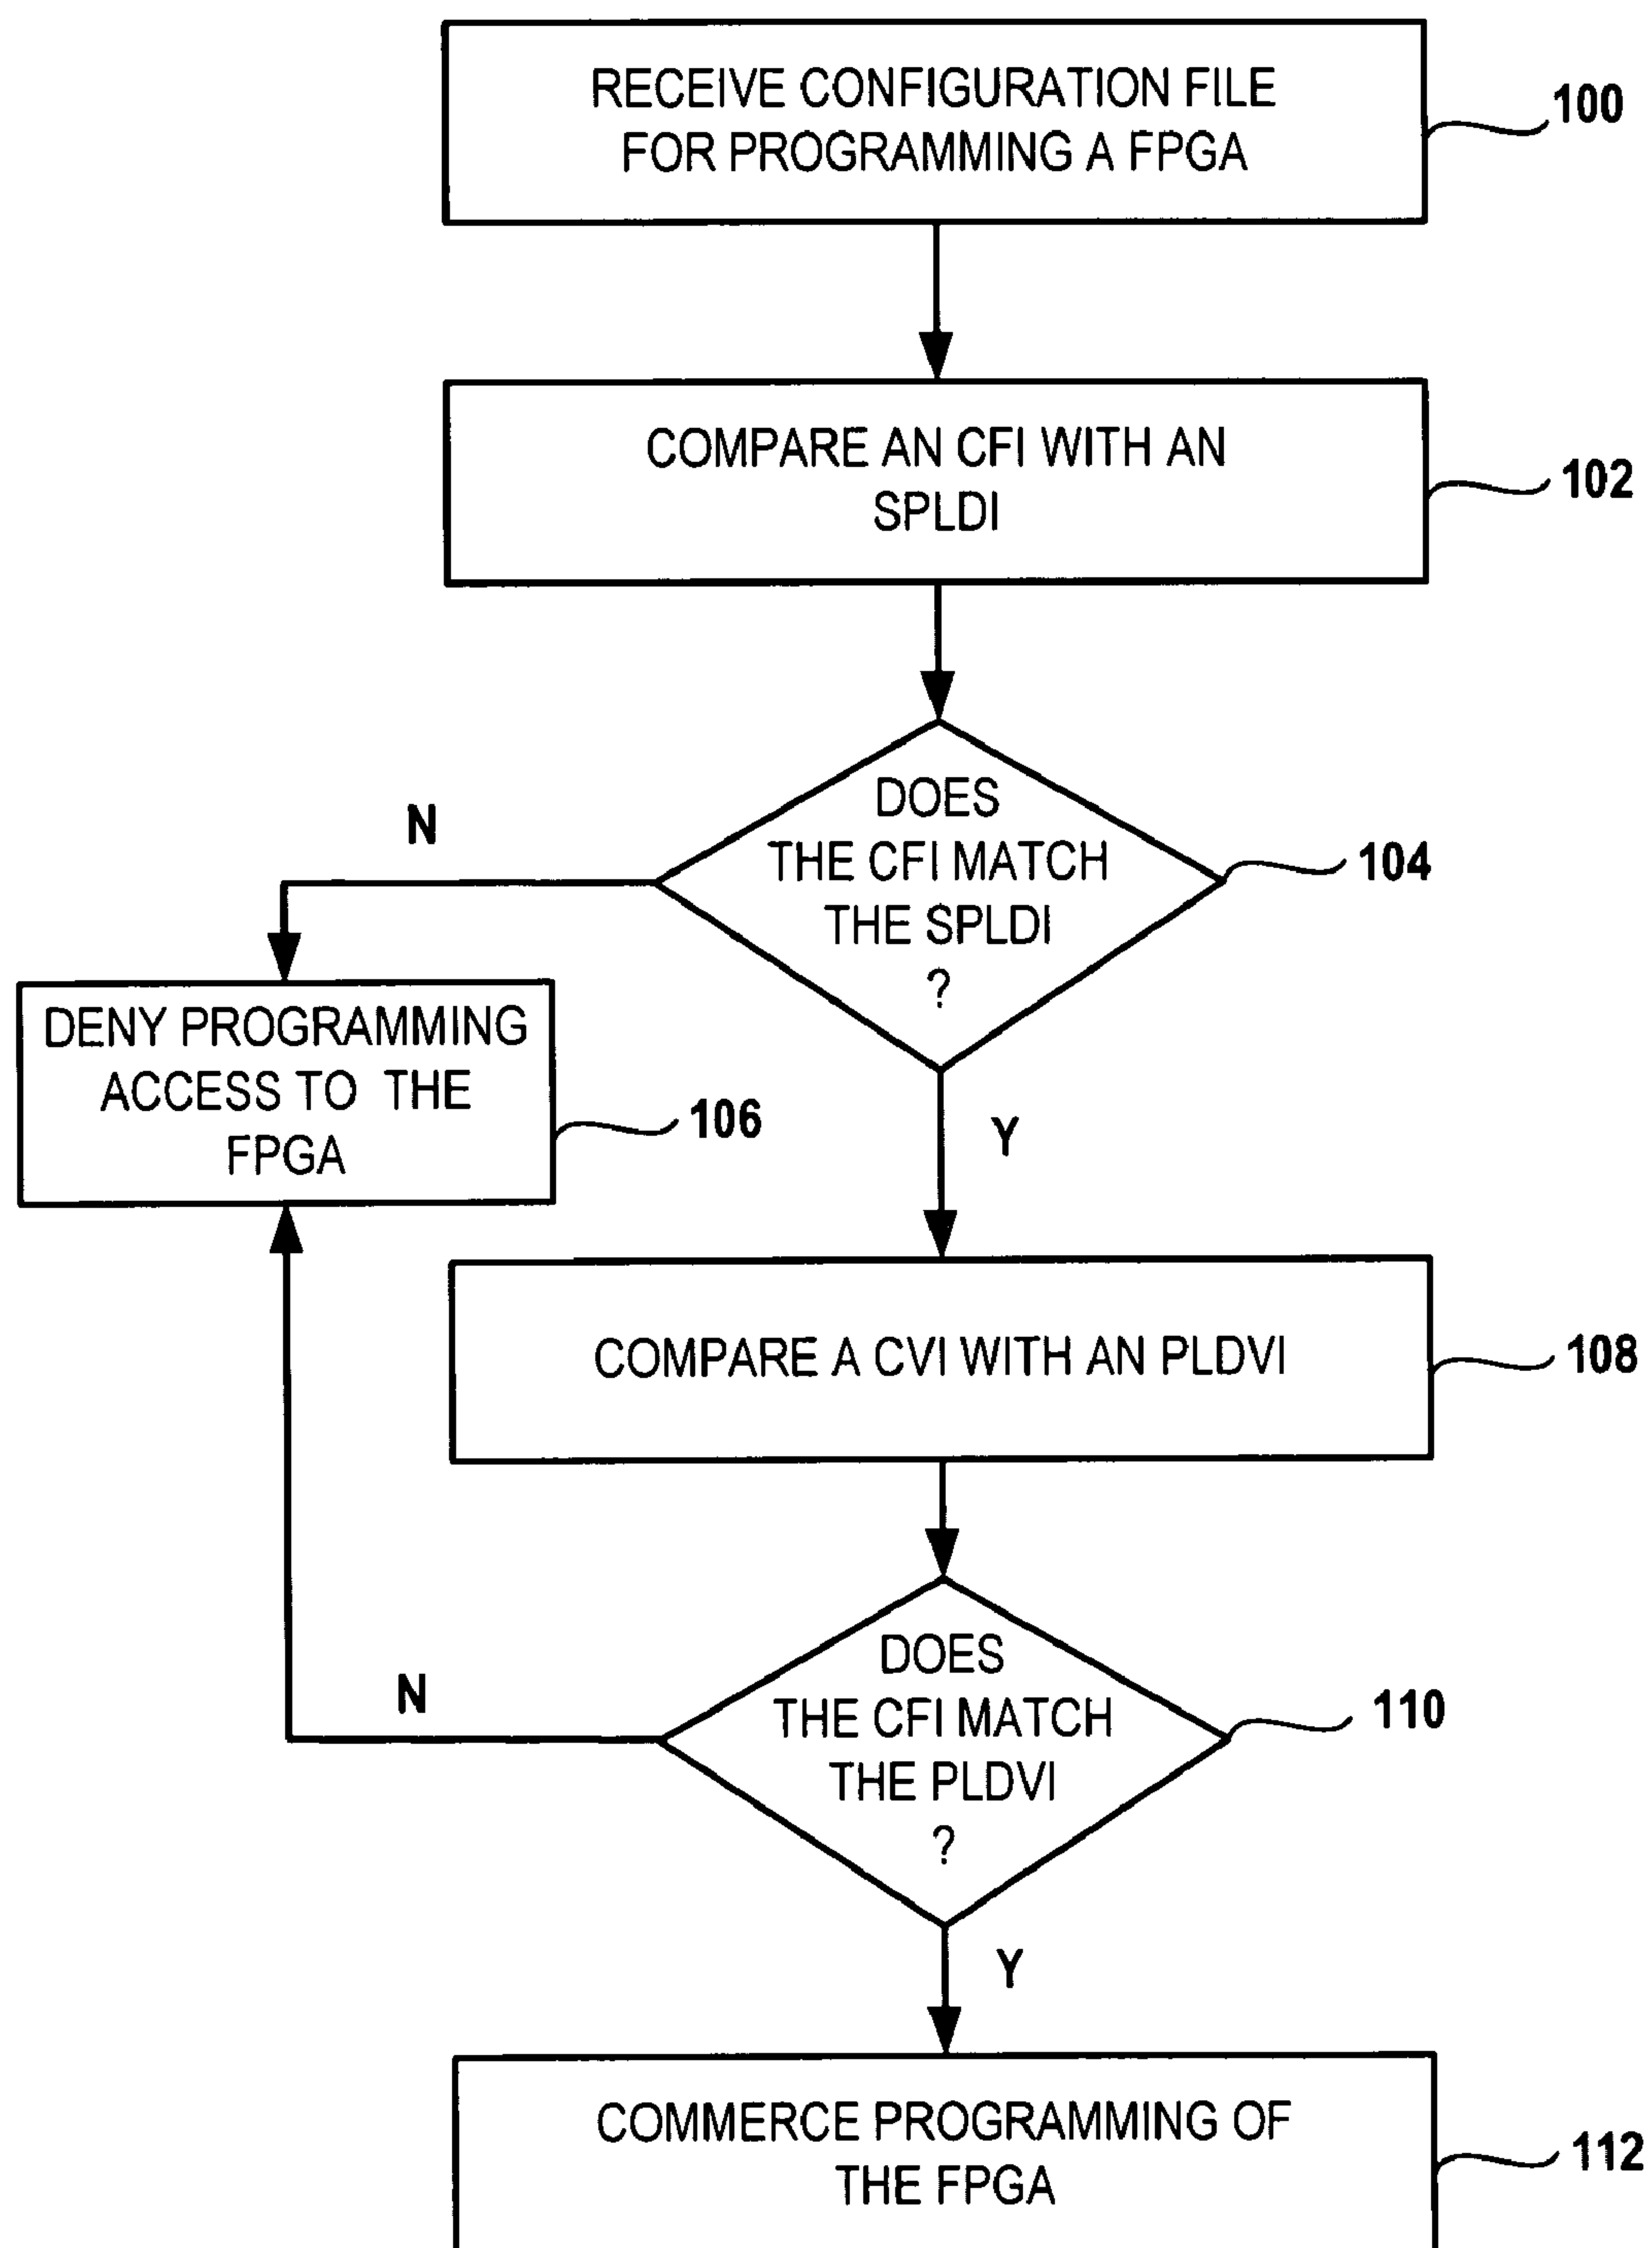 RECEIVE CONFIGURATION FILE
FOR PROGRAMMING A FPGA
100
COMPARE AN CFI WITH AN
SPLDI
102
DOES
THE CFI MATCH
THE SPLDI
?
104
N
DENY PROGRAMMING
ACCESS TO THE
FPGA
106
Y
COMPARE A CVI WITH AN PLDVI
108
DOES
THE CFI MATCH
THE PLDVI
?
110
N
Y
COMMERCE PROGRAMMING OF
THE FPGA
112